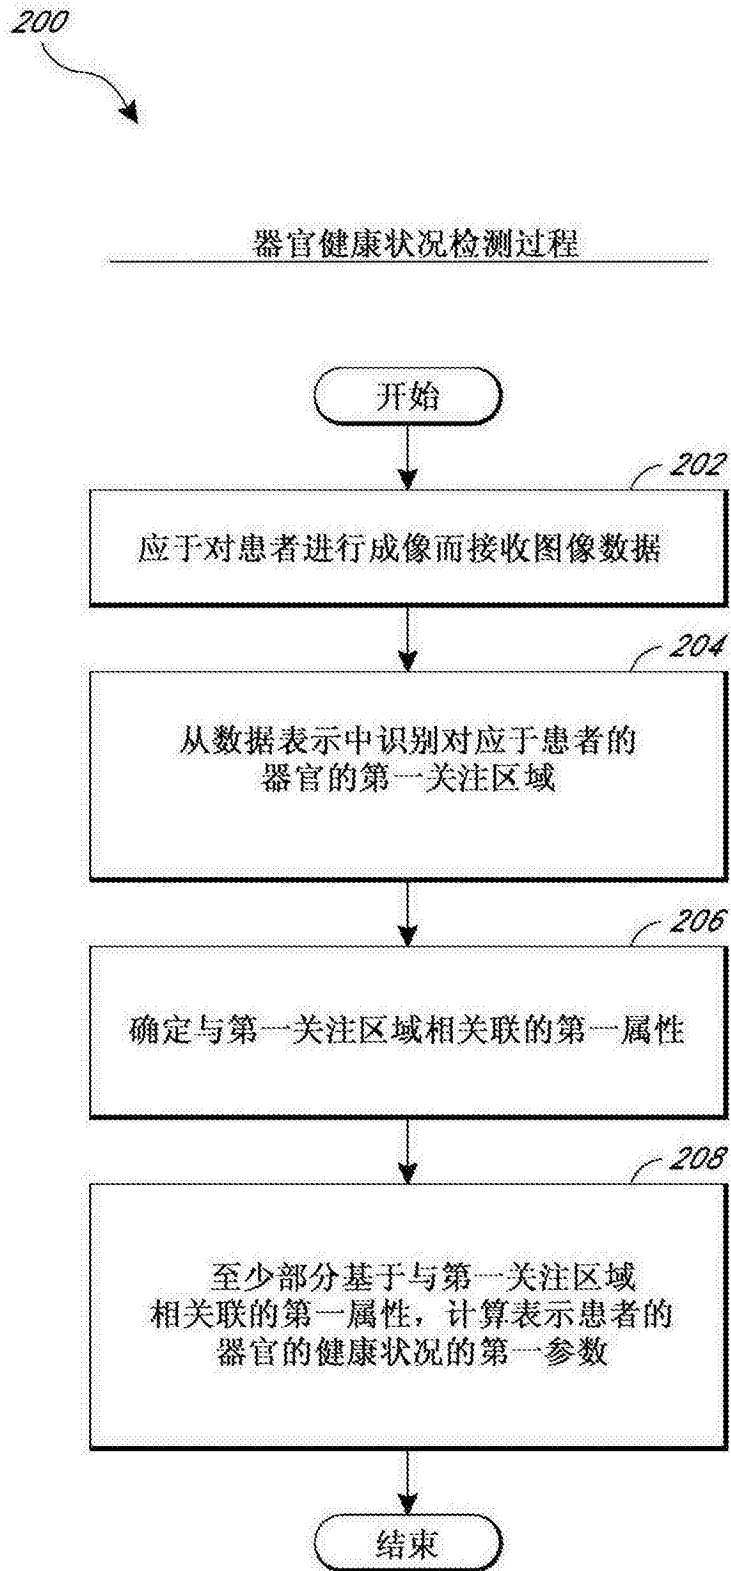 200
器官健康状况检测过程
开始
202
应于对患者进行成像而接收图像数据
204
从数据表示中识别对应于患者的
器官的第一关注区域
206
确定与第一关注区域相关联的第一属性
208
至少部分基于与第一关注区域
相关联的第一属性，计算表示患者的
器官的健康状况的第一参数
结束